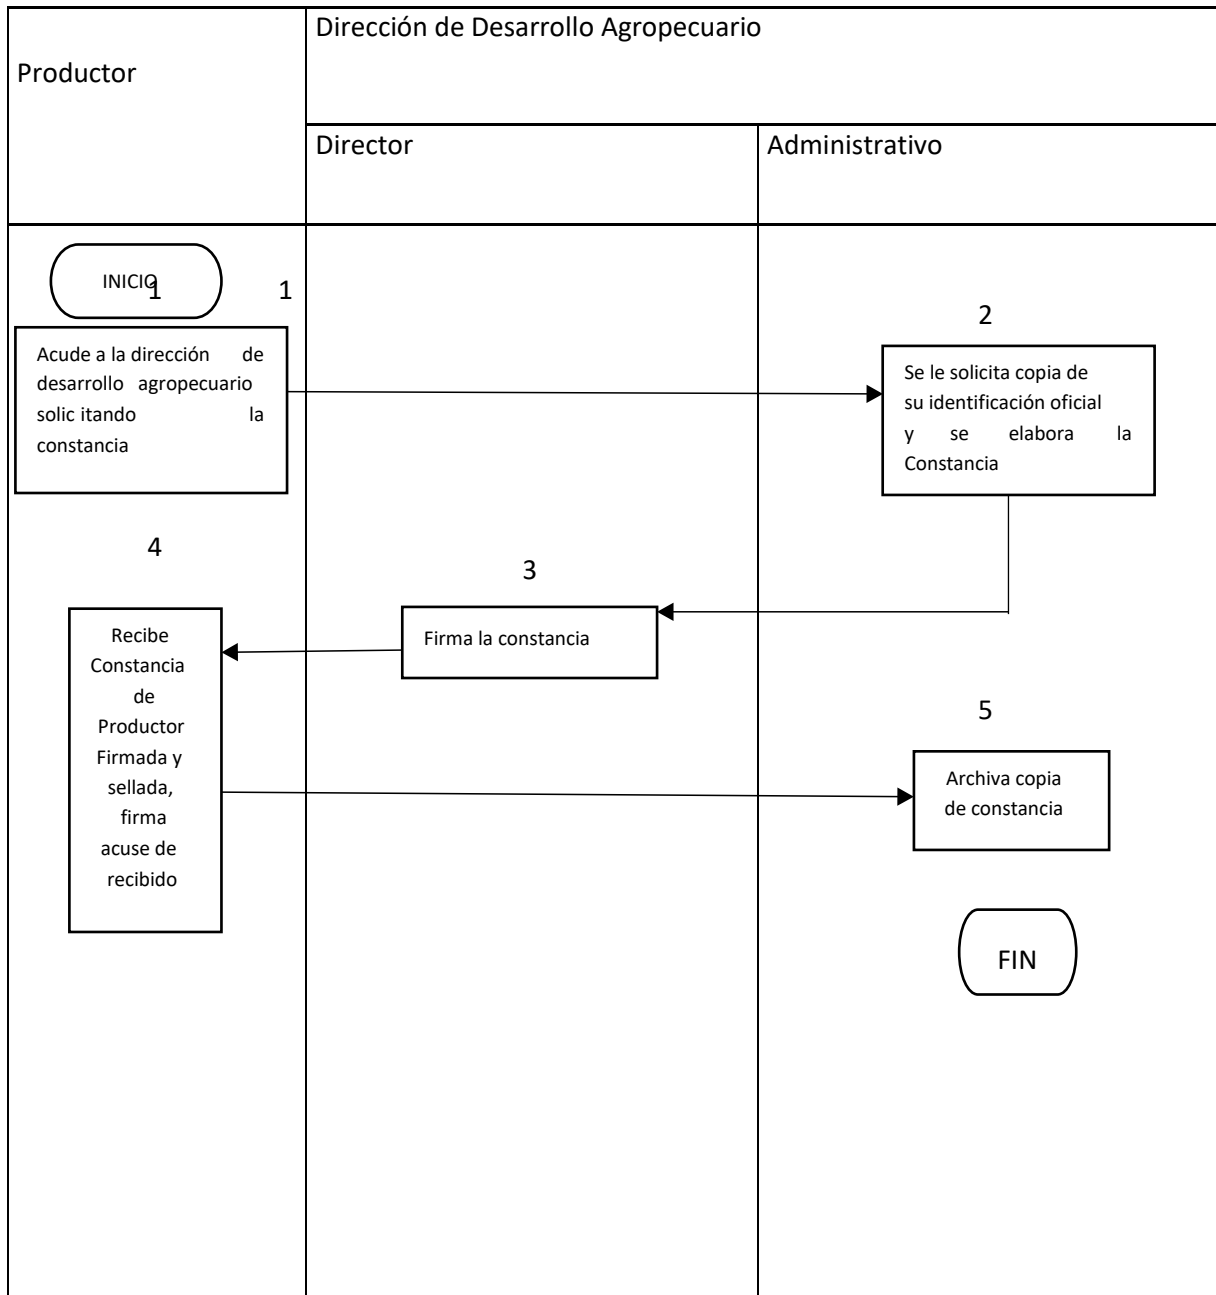 Productor
Dirección de Desarrollo Agropecuario
Director
Administrativo
INICIO
1
1
Acude a la dirección de
desarrollo agropecuario
solic itando la
constancia
2
Se le solicita copia de
su identificación oficial
y se elabora la
Constancia
3
Firma la constancia
4
Recibe
Constancia
de
Productor
Firmada y
sellada,
firma
acuse de
recibido
5
Archiva copia
de constancia
FIN